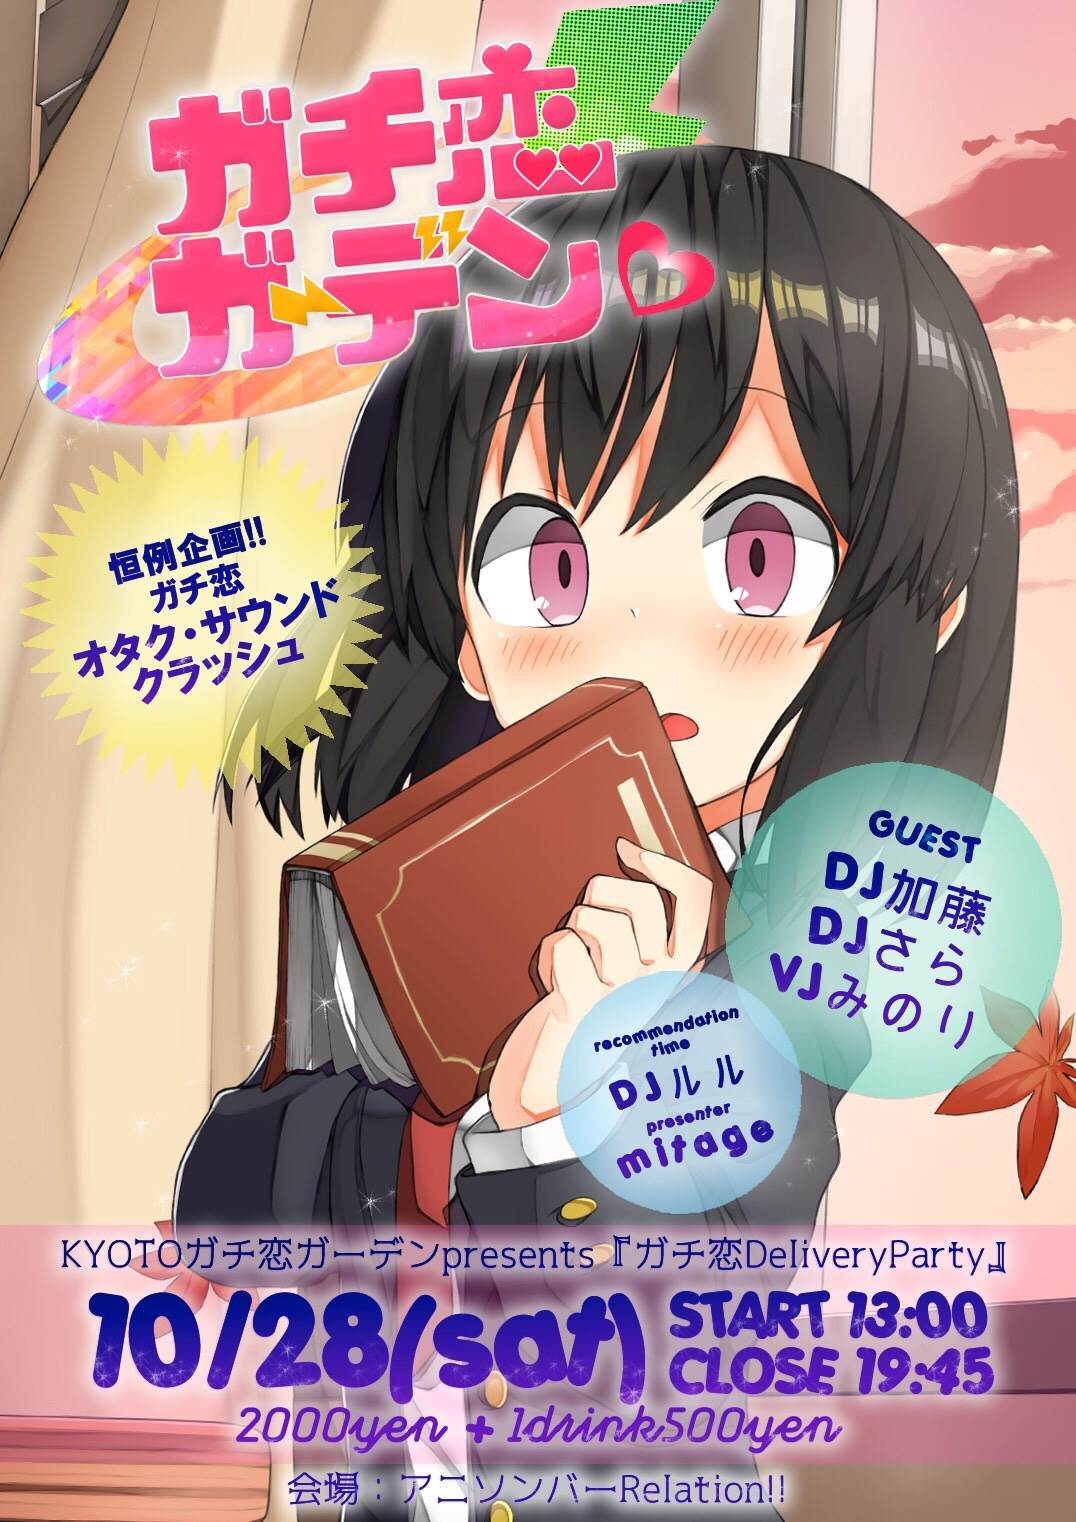 ガチ恋
ガーデン
恒例企画!!
ガチ恋
オタク・サウンド
クラッシュ
GUEST
DJ加藤
DJさら
VJみのり
recommendation
time
DJルル
presenter
mitage
KYOTOガチ恋ガーデンpresents『ガチ恋DeliveryParty』
10/28(sat)
START 13:00
CLOSE 19:45
2000yen + 1drink500yen
会場：アニソンバーRelation!!